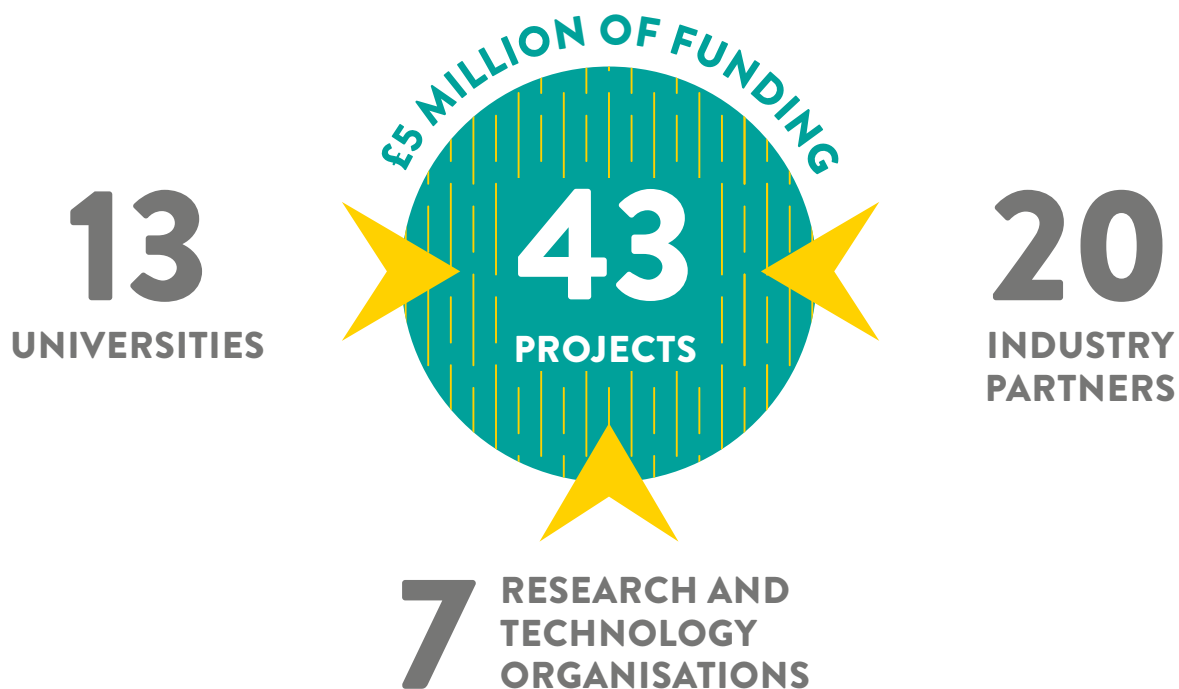 £5 MILLION OF FUNDING
13
UNIVERSITIES
43
PROJECTS
20
INDUSTRY
PARTNERS
7
RESEARCH AND
TECHNOLOGY
ORGANISATIONS